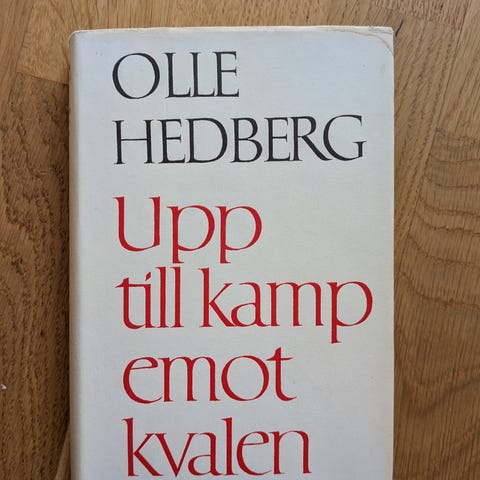 OLLE
HEDBERG
Upp
till kamp
emot
kvalen